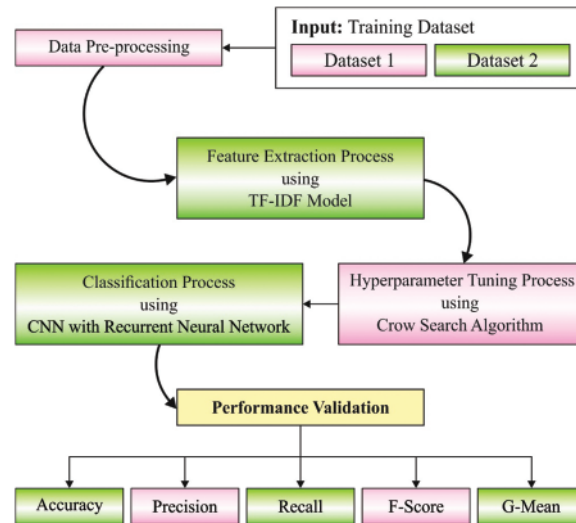 Input: Training Dataset
Data Pre-processing
Dataset 1
Dataset 2
Feature Extraction Process
using
TF-IDF Model
Classification Process
using
CNN with Recurrent Neural Network
Hyperparameter Tuning Process
using
Crow Search Algorithm
Performance Validation
Accuracy
Precision
Recall
F-Score
G-Mean